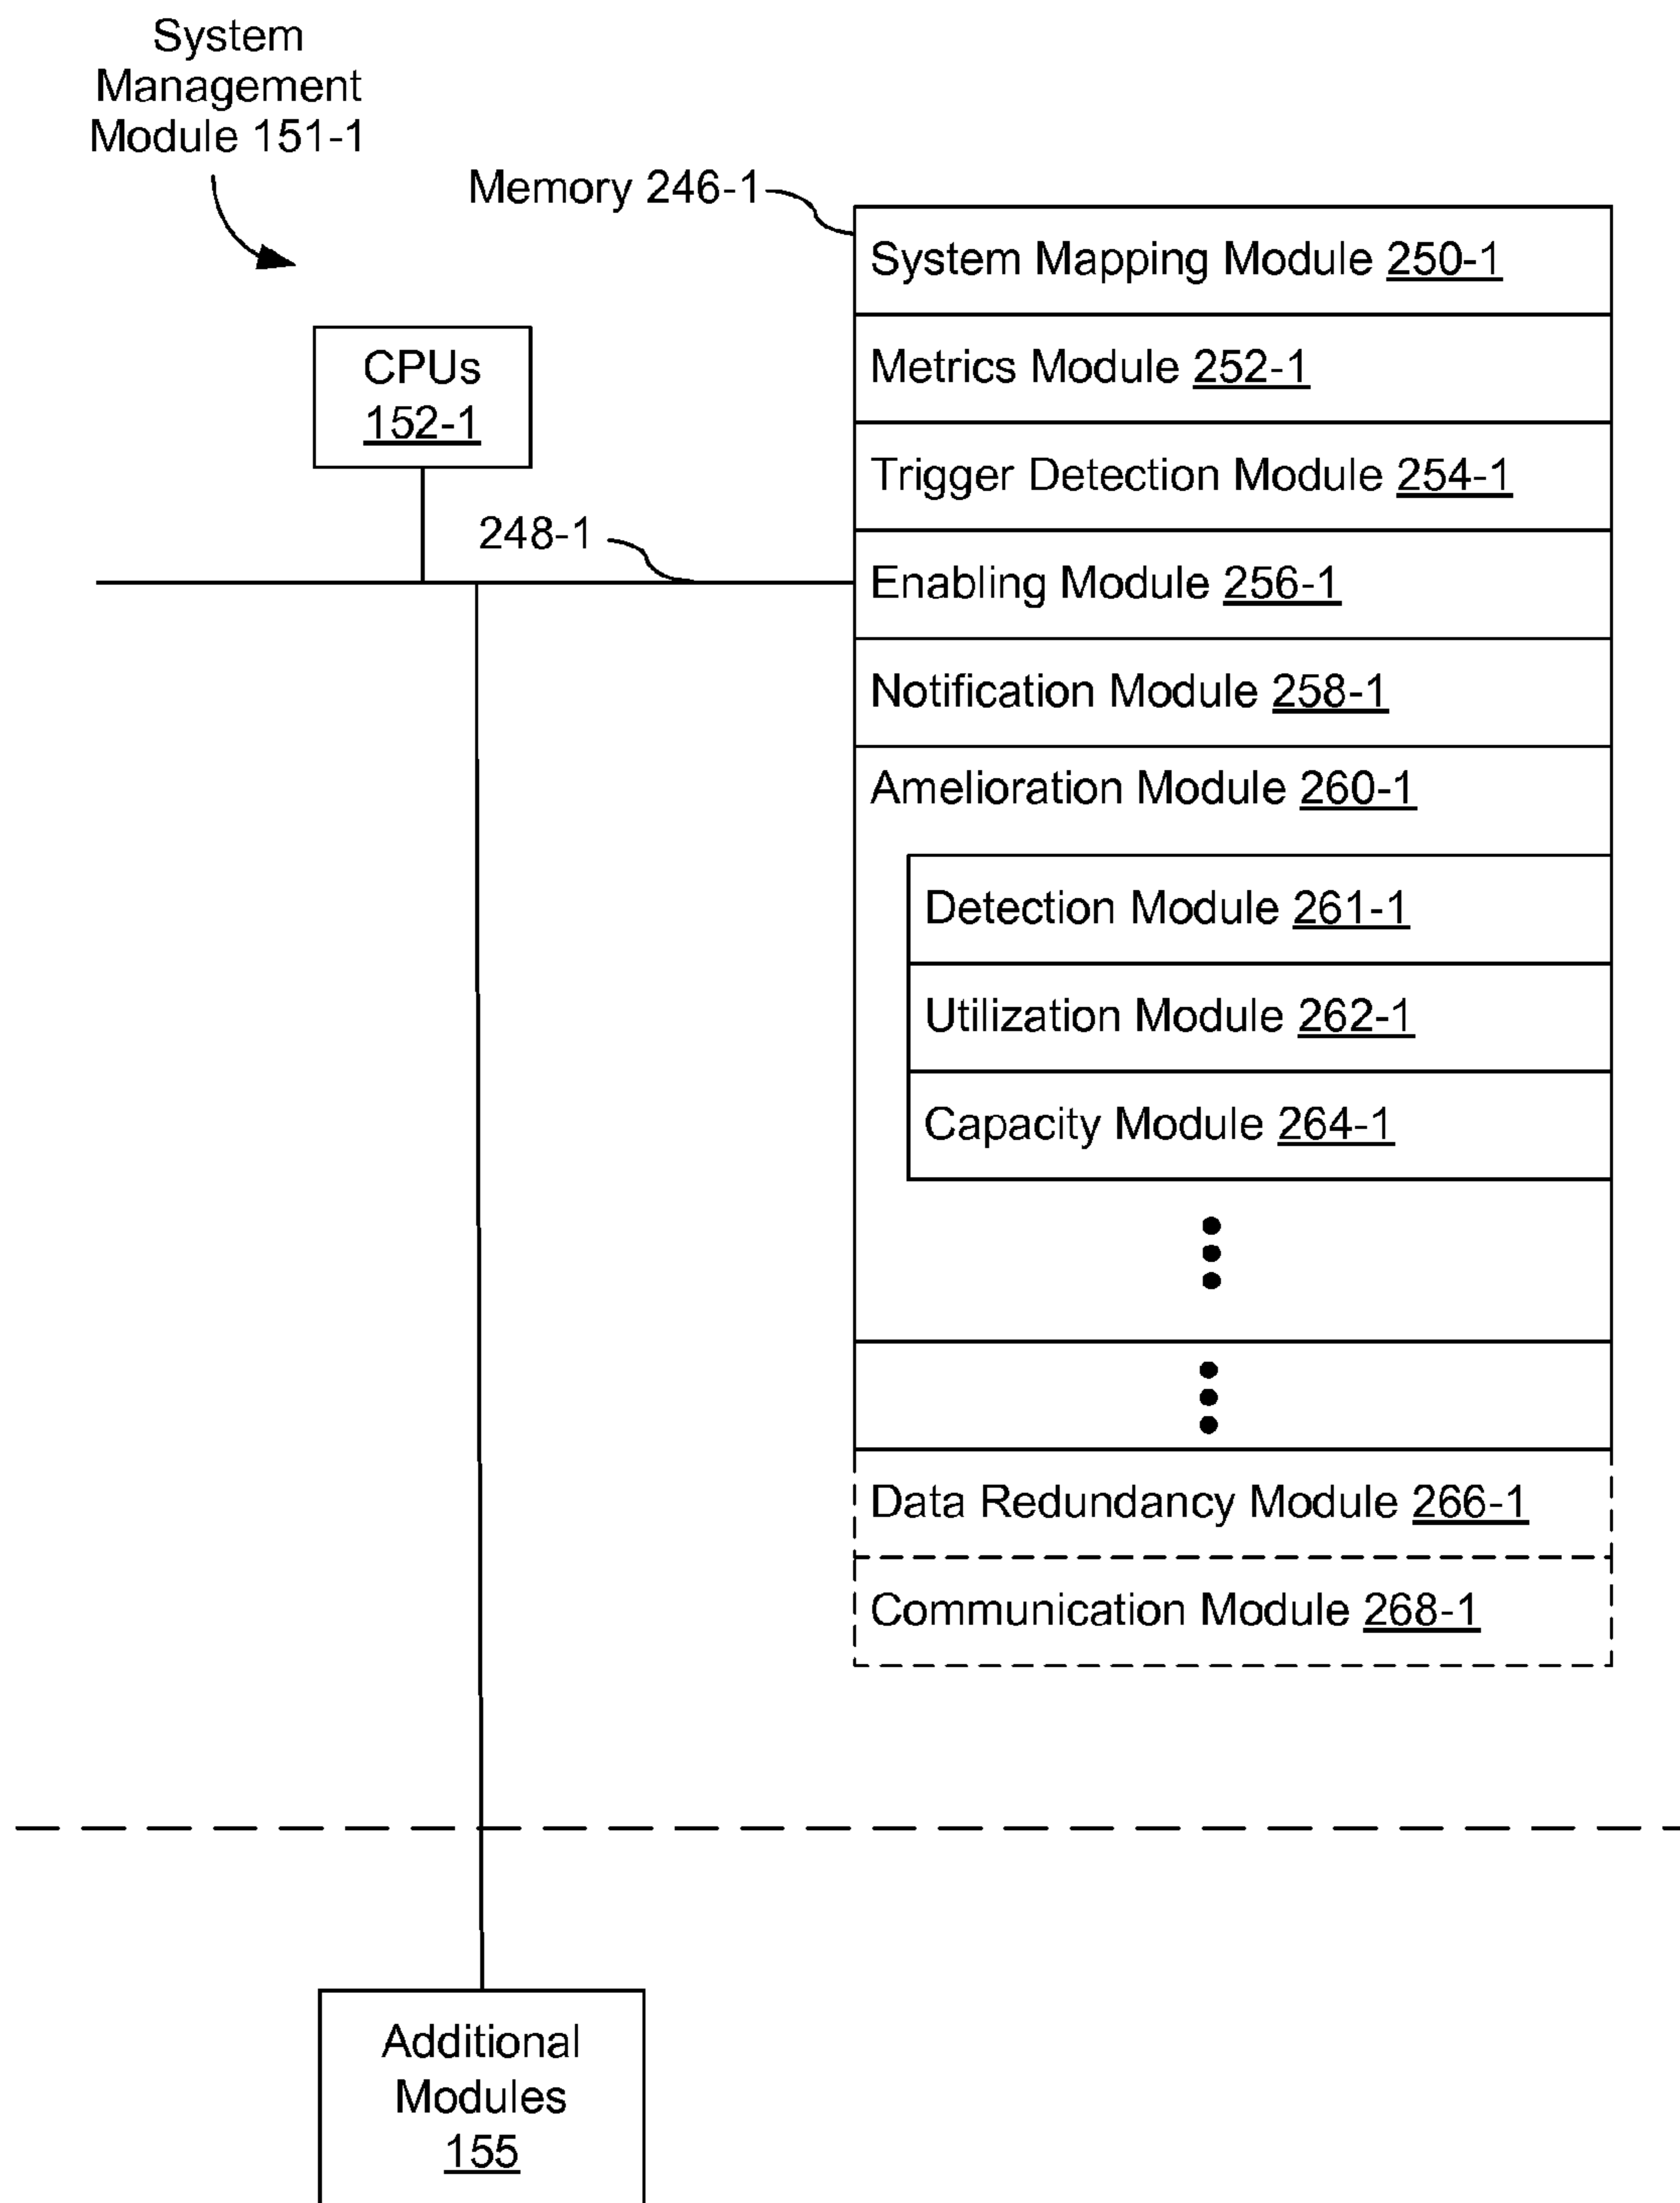 System
Management
Module 151-1
Memory 246-1
System Mapping Module 250-1
Metrics Module 252-1
Trigger Detection Module 254-1
Enabling Module 256-1
Notification Module 258-1
Amelioration Module 260-1
Detection Module 261-1
Utilization Module 262-1
Capacity Module 264-1
Data Redundancy Module 266-1
Communication Module 268-1
CPUs
152-1
248-1
Additional
Modules
155